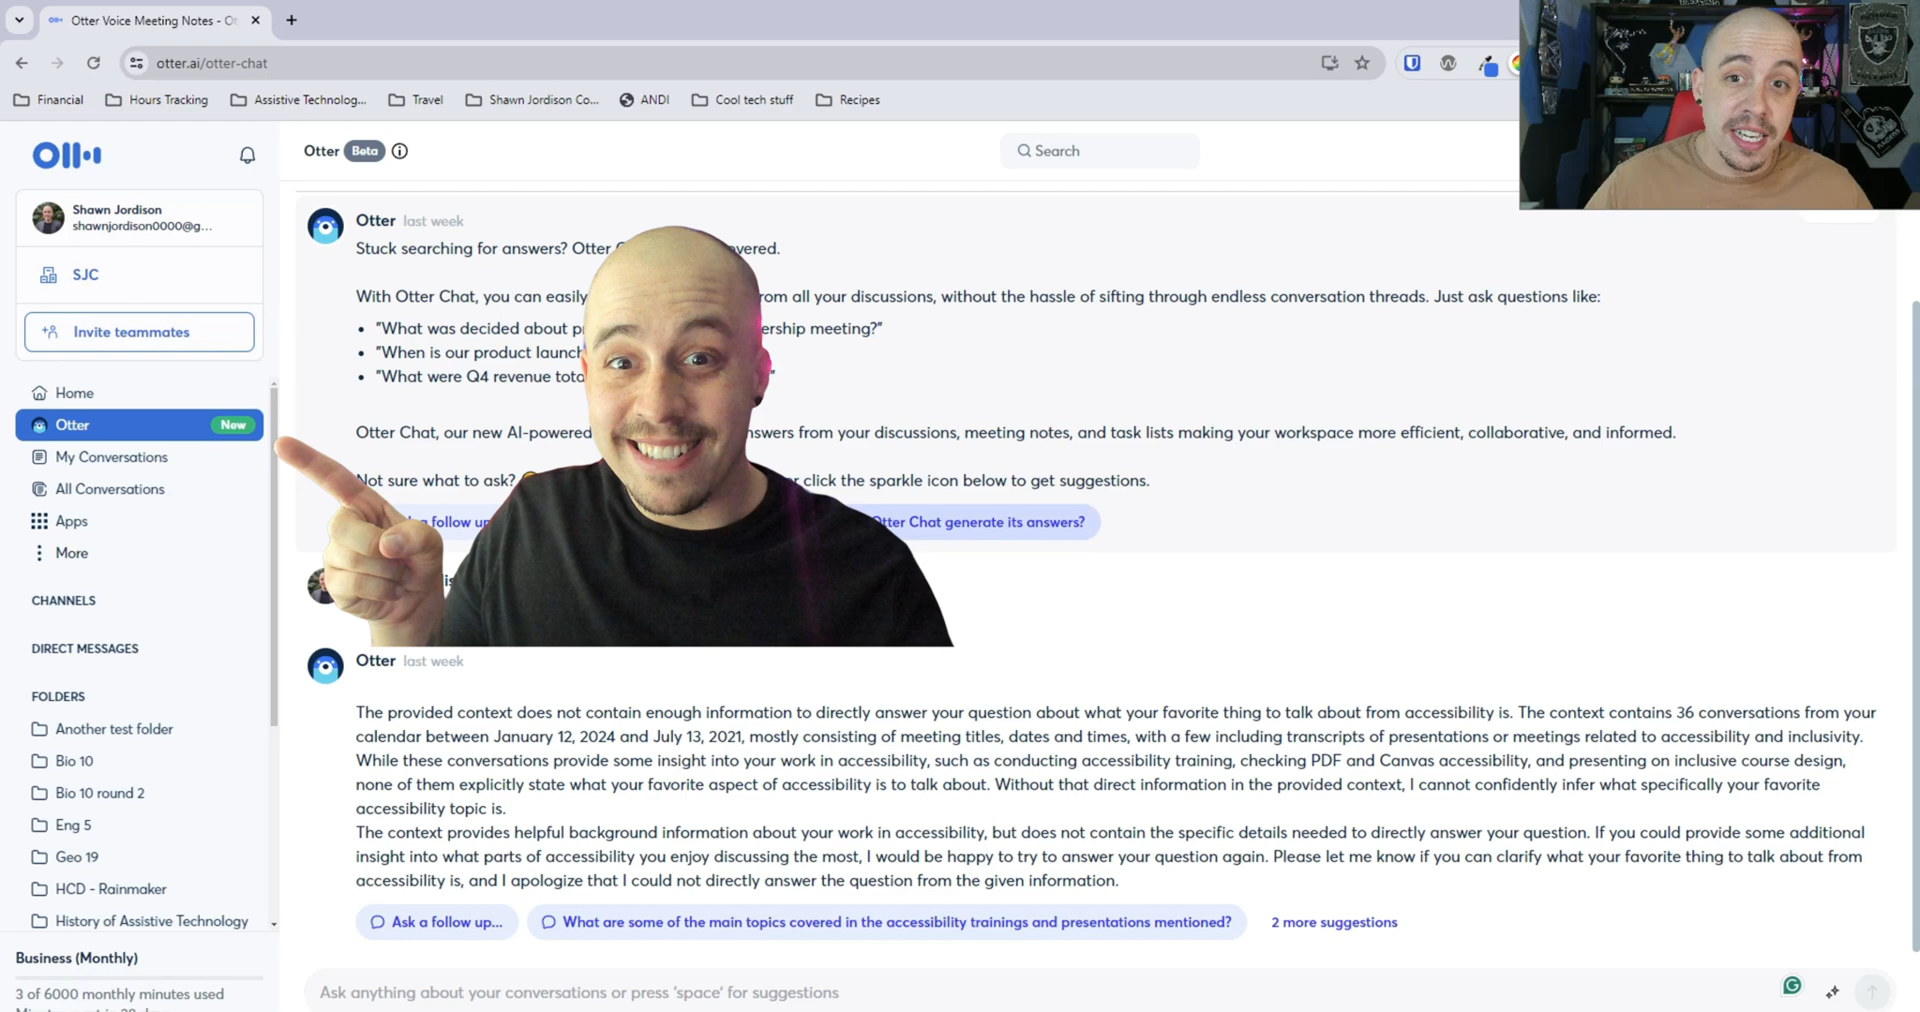 Otter Voice Meeting Notes - Ot
otter.ai/otter-chat
Financial
Hours Tracking
Assistive Technolog...
Travel
Shawn Jordison Co...
ANDI
Cool tech stuff
Recipes
Otter Beta
Search
Shawn Jordison
shawnjordison0000@g...
SJC
Invite teammates
Home
Otter New
My Conversations
All Conversations
Apps
More
CHANNELS
DIRECT MESSAGES
FOLDERS
Another test folder
Bio 10
Bio 10 round 2
Eng 5
Geo 19
HCD - Rainmaker
History of Assistive Technology
Business (Monthly)
3 of 6000 monthly minutes used
Otter last week
Stuck searching for answers? Otter
With Otter Chat, you can easily from all your discussions, without the hassle of sifting through endless conversation threads. Just ask questions like:
• "What was decided about meeting?"
• "When is our product launch
• "What were Q4 revenue "
Otter Chat, our new AI-powered answers from your discussions, meeting notes, and task lists making your workspace more efficient, collaborative, and informed.
Not sure what to ask? click the sparkle icon below to get suggestions.
a follow Otter Chat generate its answers?
Otter last week
The provided context does not contain enough information to directly answer your question about what your favorite thing to talk about from accessibility is. The context contains 36 conversations from your
calendar between January 12, 2024 and July 13, 2021, mostly consisting of meeting titles, dates and times, with a few including transcripts of presentations or meetings related to accessibility and inclusivity.
While these conversations provide some insight into your work in accessibility, such as conducting accessibility training, checking PDF and Canvas accessibility, and presenting on inclusive course design,
none of them explicitly state what your favorite aspect of accessibility is to talk about. Without that direct information in the provided context, I cannot confidently infer what specifically your favorite
accessibility topic is.
The context provides helpful background information about your work in accessibility, but does not contain the specific details needed to directly answer your question. If you could provide some additional
insight into what parts of accessibility you enjoy discussing the most, I would be happy to try to answer your question again. Please let me know if you can clarify what your favorite thing to talk about from
accessibility is, and I apologize that I could not directly answer the question from the given information.
Ask a follow up...
What are some of the main topics covered in the accessibility trainings and presentations mentioned?
2 more suggestions
Ask anything about your conversations or press 'space' for suggestions